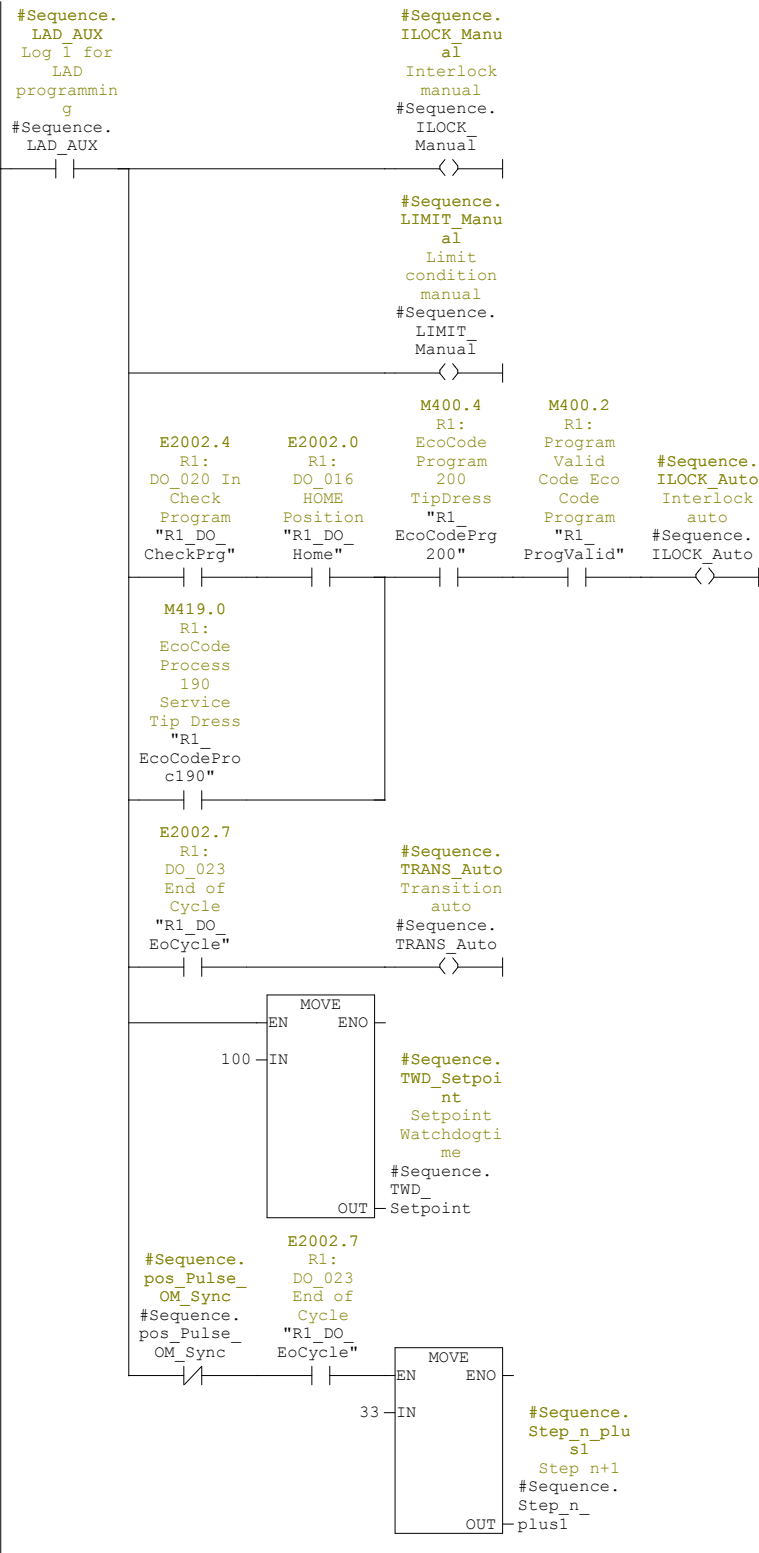 #Sequence.
LAD_AUX
Log 1 for
LAD
programmin
g
#Sequence.
LAD_AUX
#Sequence.
ILOCK_Manu
al
Interlock
manual
#Sequence.
ILOCK_
Manual
#Sequence.
LIMIT_Manu
al
Limit
condition
manual
#Sequence.
LIMIT_
Manual
E2002.4
R1:
DO_020 In
Check
Program
"R1_DO_
CheckPrg"
E2002.0
R1:
DO_016
HOME
Position
"R1_DO_
Home"
M400.4
R1:
EcoCode
Program
200
TipDress
"R1_
EcoCodePrg
200"
M400.2
R1:
Program
Valid
Code Eco
Code
Program
"R1_
ProgValid"
#Sequence.
ILOCK_Auto
Interlock
auto
#Sequence.
ILOCK_Auto
M419.0
R1:
EcoCode
Process
190
Service
Tip Dress
"R1_
EcoCodePro
c190"
E2002.7
R1:
DO_023
End of
Cycle
"R1_DO_
EoCycle"
#Sequence.
TRANS_Auto
Transition
auto
#Sequence.
TRANS_Auto
MOVE
EN ENO
100 IN
#Sequence.
TWD_Setpoi
nt
Setpoint
Watchdogti
me
#Sequence.
TWD_
OUT Setpoint
#Sequence.
pos_Pulse_
OM_Sync
#Sequence.
pos_Pulse_
OM_Sync
E2002.7
R1:
DO_023
End of
Cycle
"R1_DO_
EoCycle"
MOVE
EN ENO
33 IN
#Sequence.
Step_n_plu
s1
Step n+1
#Sequence.
Step_n_
OUT plus1